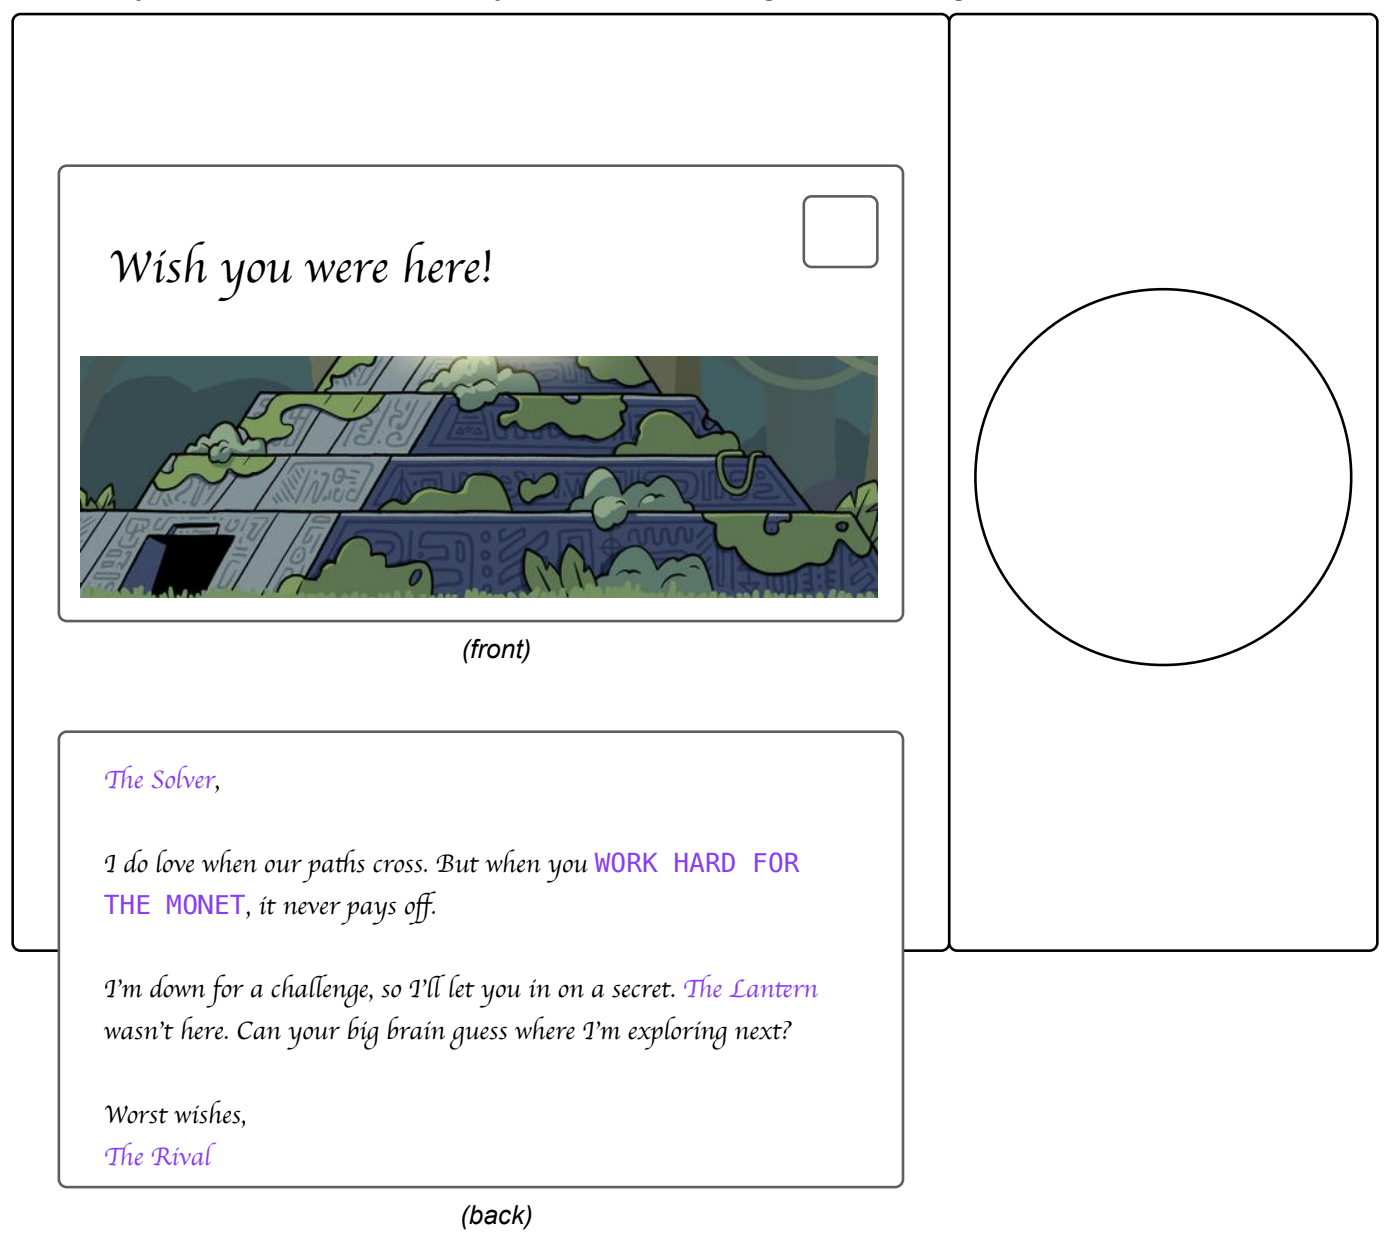 Wish you were here!
(front)
The Solver,
I do love when our paths cross. But when you WORK HARD FOR
THE MONET, it never pays off.
I'm down for a challenge, so I'll let you in on a secret. The Lantern
wasn't here. Can your big brain guess where I'm exploring next?
Worst wishes,
The Rival
(back)